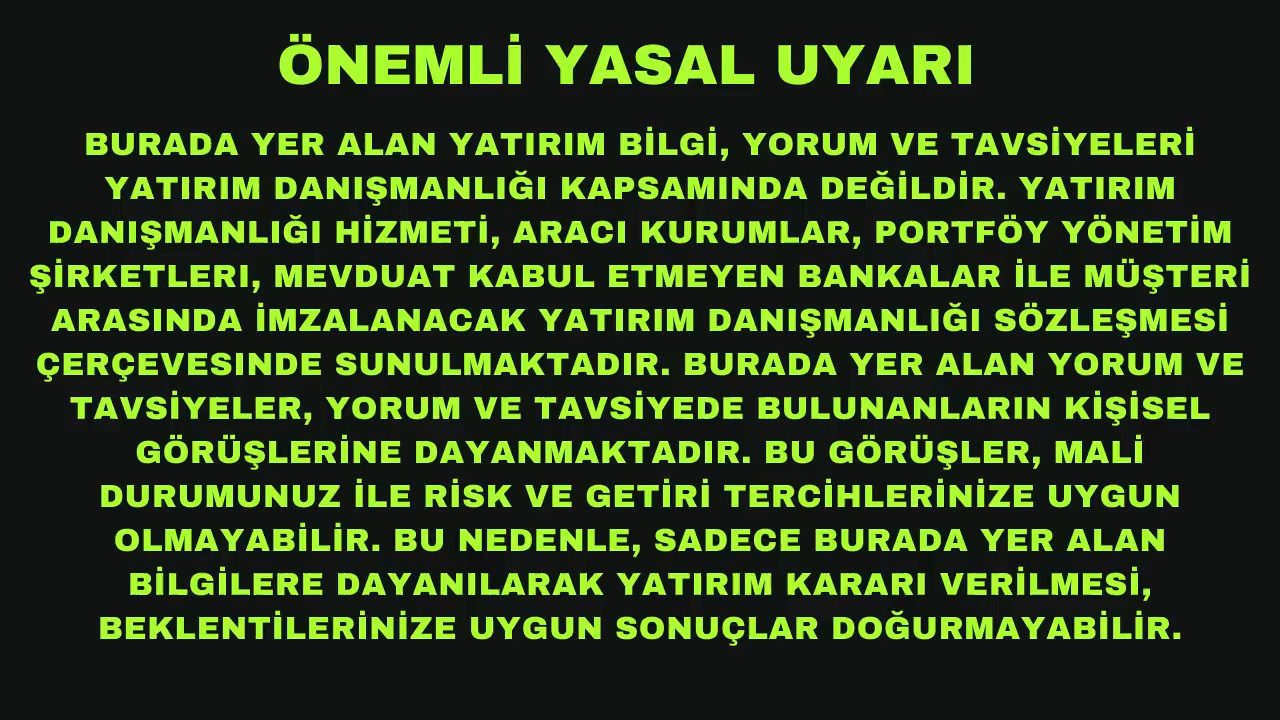 ÖNEMLİ YASAL UYARI
BURADA YER ALAN YATIRIM BİLGİ, YORUM VE TAVSİYELERİ
YATIRIM DANIŞMANLIĞI KAPSAMINDA DEĞİLDİR. YATIRIM
DANIŞMANLIĞI HİZMETİ, ARACI KURUMLAR, PORTFÖY YÖNETİM
ŞİRKETLERI, MEVDUAT KABUL ETMEYEN BANKALAR İLE MÜŞTERİ
ARASINDA İMZALANACAK YATIRIM DANIŞMANLIĞI SÖZLEŞMESİ
ÇERÇEVESINDE SUNULMAKTADIR. BURADA YER ALAN YORUM VE
TAVSİYELER, YORUM VE TAVSİYEDE BULUNANLARIN KİŞİSEL
GÖRÜŞLERİNE DAYANMAKTADIR. BU GÖRÜŞLER, MALİ
DURUMUNUZ İLE RİSK VE GETİRİ TERCİHLERİNİZE UYGUN
OLMAYABİLİR. BU NEDENLE, SADECE BURADA YER ALAN
BİLGİLERE DAYANILARAK YATIRIM KARARI VERİLMESİ,
BEKLENTİLERİNİZE UYGUN SONUÇLAR DOĞURMAYABİLİR.